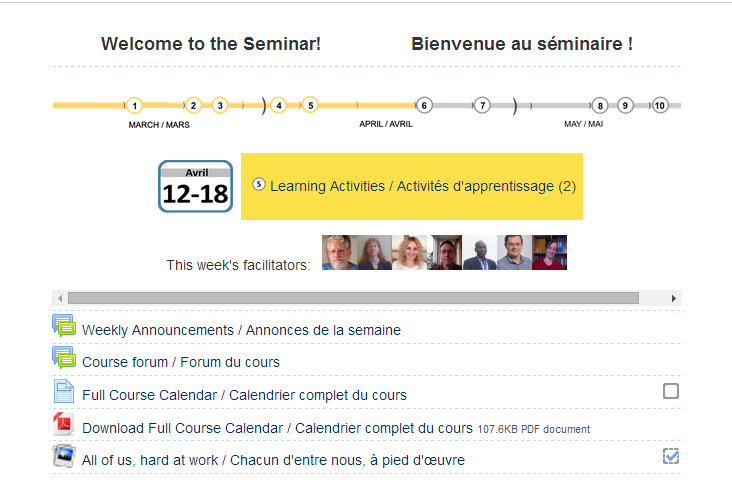 Welcome to the Seminar! Bienvenue au séminaire !
1 2 3 4 5 6 7 8 9 10
MARCH / MARS APRIL / AVRIL MAY / MAI
Avril
12-18
5 Learning Activities / Activités d'apprentissage (2)
This week's facilitators:
Weekly Announcements / Annonces de la semaine
Course forum / Forum du cours
Full Course Calendar / Calendrier complet du cours
Download Full Course Calendar / Calendrier complet du cours 107.6KB PDF document
All of us, hard at work / Chacun d'entre nous, à pied d'œuvre